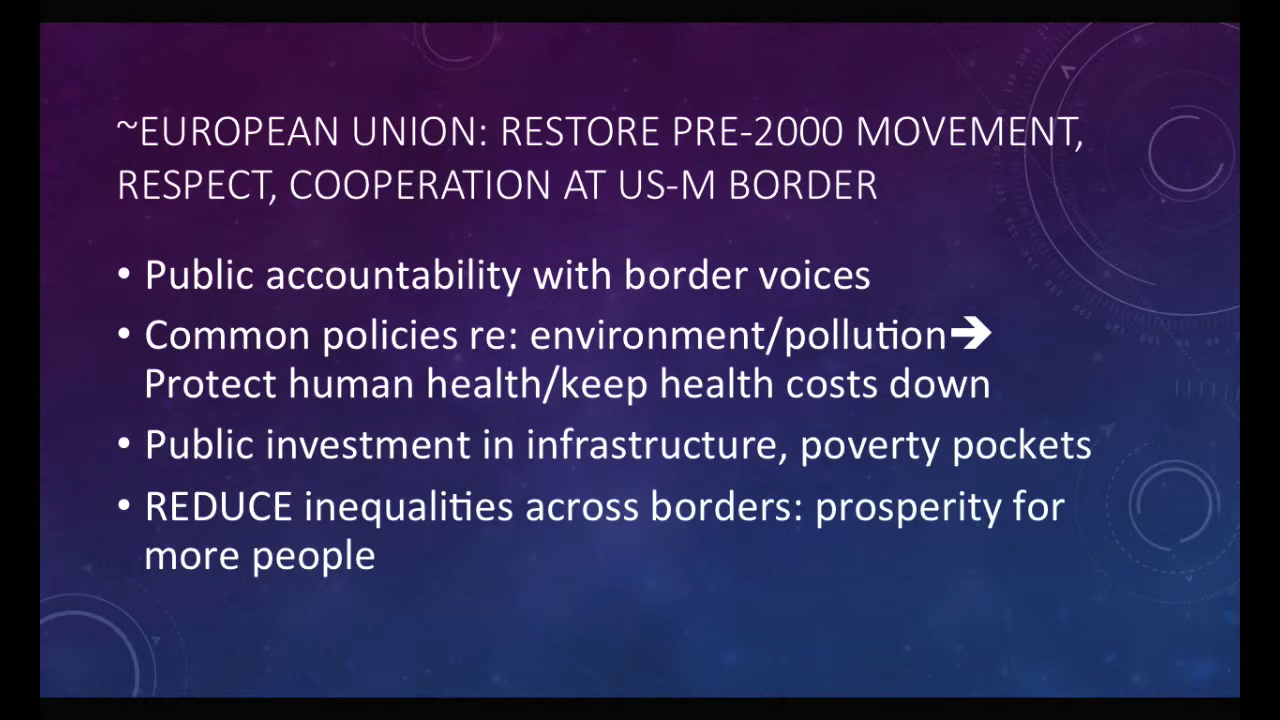 ~EUROPEAN UNION: RESTORE PRE-2000 MOVEMENT,
RESPECT, COOPERATION AT US-M BORDER
• Public accountability with border voices
• Common policies re: environment/pollution➔
Protect human health/keep health costs down
• Public investment in infrastructure, poverty pockets
• REDUCE inequalities across borders: prosperity for
more people